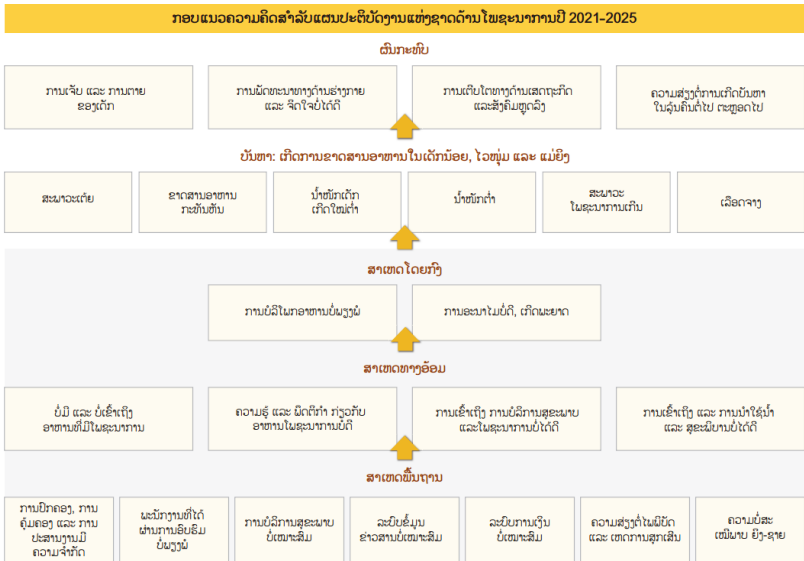 ກອບແນວຄວາມຄິດສຳລັບແຜນປະຕິບັດງານແຫ່ງຊາດດ້ານໂພຊະນາການປີ 2021-2025
ຜົນກະທົບ
ການເຈັບ ແລະ ການຕາຍ
ຂອງເດັກ
ການພັດທະນາທາງດ້ານຮ່າງກາຍ
ແລະ ຈິດໃຈບໍ່ໄດ້ດີ
ການເຕີບໂຕທາງດ້ານເສດຖະກິດ
ແລະສັງຄົມຫຼຸດລົງ
ຄວາມສ່ຽງຕໍ່ການເກີດບັນຫາ
ໃນລຸ້ນຄົນຕໍ່ໄປ ຕະຫຼອດໄປ
ບັນຫາ: ເກີດການຂາດສານອາຫານໃນເດັກນ້ອຍ, ໄວໜຸ່ມ ແລະ ແມ່ຍິງ
ສະພາວະເຕ້ຍ
ຂາດສານອາຫານ
ກະທັນຫັນ
ນ້ຳໜັກເດັກ
ເກີດໃໝ່ຕ່ຳ
ນ້ຳໜັກຕ່ຳ
ສະພາວະ
ໂພຊະນາການເກີນ
ເລືອດຈາງ
ສາເຫດໂດຍກົງ
ການບໍລິໂພກອາຫານບໍ່ພຽງພໍ
ການອະນາໄມບໍ່ດີ, ເກີດພະຍາດ
ສາເຫດທາງອ້ອມ
ບໍ່ມີ ແລະ ບໍ່ເຂົ້າເຖິງ
ອາຫານທີ່ມີໂພຊະນາການ
ຄວາມຮູ້ ແລະ ພຶດຕິກຳ ກ່ຽວກັບ
ອາຫານໂພຊະນາການບໍ່ດີ
ການເຂົ້າເຖິງ ການບໍລິການສຸຂະພາບ
ແລະໂພຊະນາການບໍ່ໄດ້ດີ
ການເຂົ້າເຖິງ ແລະ ການນຳໃຊ້ນ້ຳ
ແລະ ສຸຂະພິບານບໍ່ໄດ້ດີ
ສາເຫດພື້ນຖານ
ການປົກຄອງ, ການ
ຄຸ້ມຄອງ ແລະ ການ
ປະສານງານມີ
ຄວາມຈຳກັດ
ພະນັກງານທີ່ໄດ້
ຜ່ານການອົບຮົມ
ບໍ່ພຽງພໍ
ການບໍລິການສຸຂະພາບ
ບໍ່ເໝາະສົມ
ລະບົບຂໍ້ມູນ
ຂ່າວສານບໍ່ເໝາະສົມ
ລະບົບການເງິນ
ບໍ່ເໝາະສົມ
ຄວາມສ່ຽງຕໍ່ໄພພິບັດ
ແລະ ເຫດການສຸກເສີນ
ຄວາມບໍ່ສະ
ເໝີພາບ ຍິງ-ຊາຍ